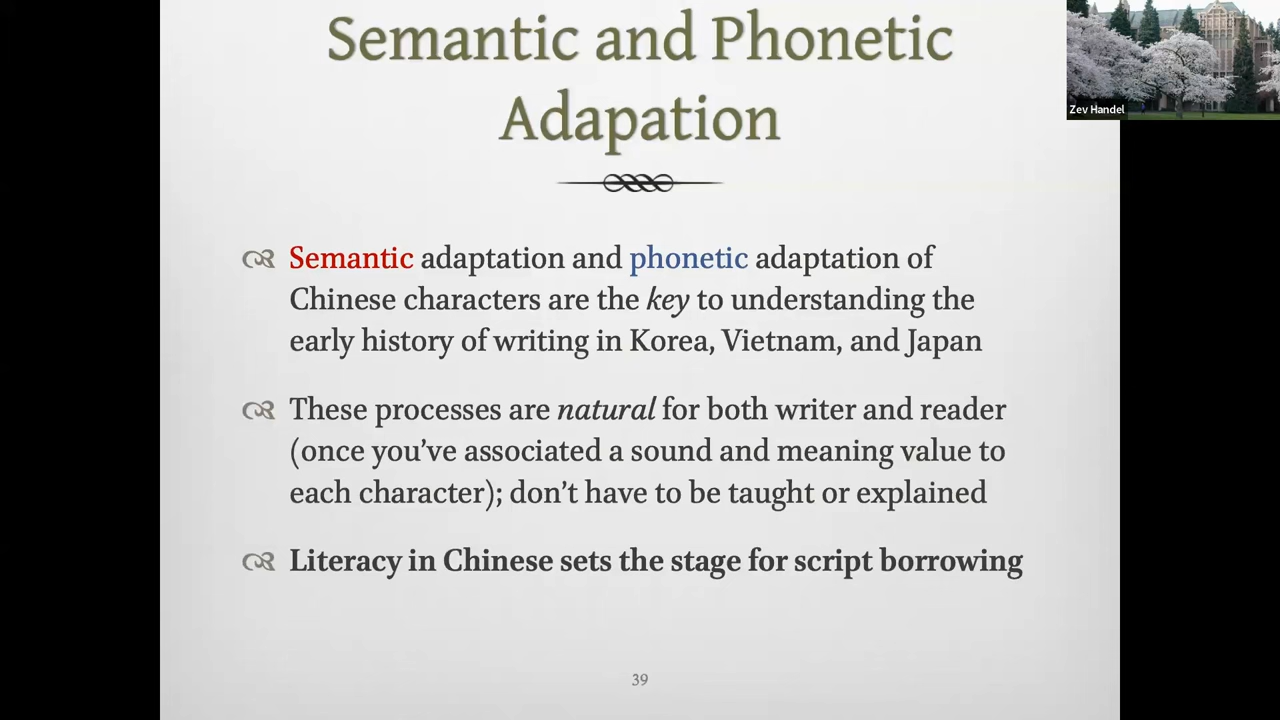 Semantic and Phonetic
Adapation
Zev Handel
Semantic adaptation and phonetic adaptation of
Chinese characters are the key to understanding the
early history of writing in Korea, Vietnam, and Japan
These processes are natural for both writer and reader
(once you’ve associated a sound and meaning value to
each character); don’t have to be taught or explained
Literacy in Chinese sets the stage for script borrowing
39